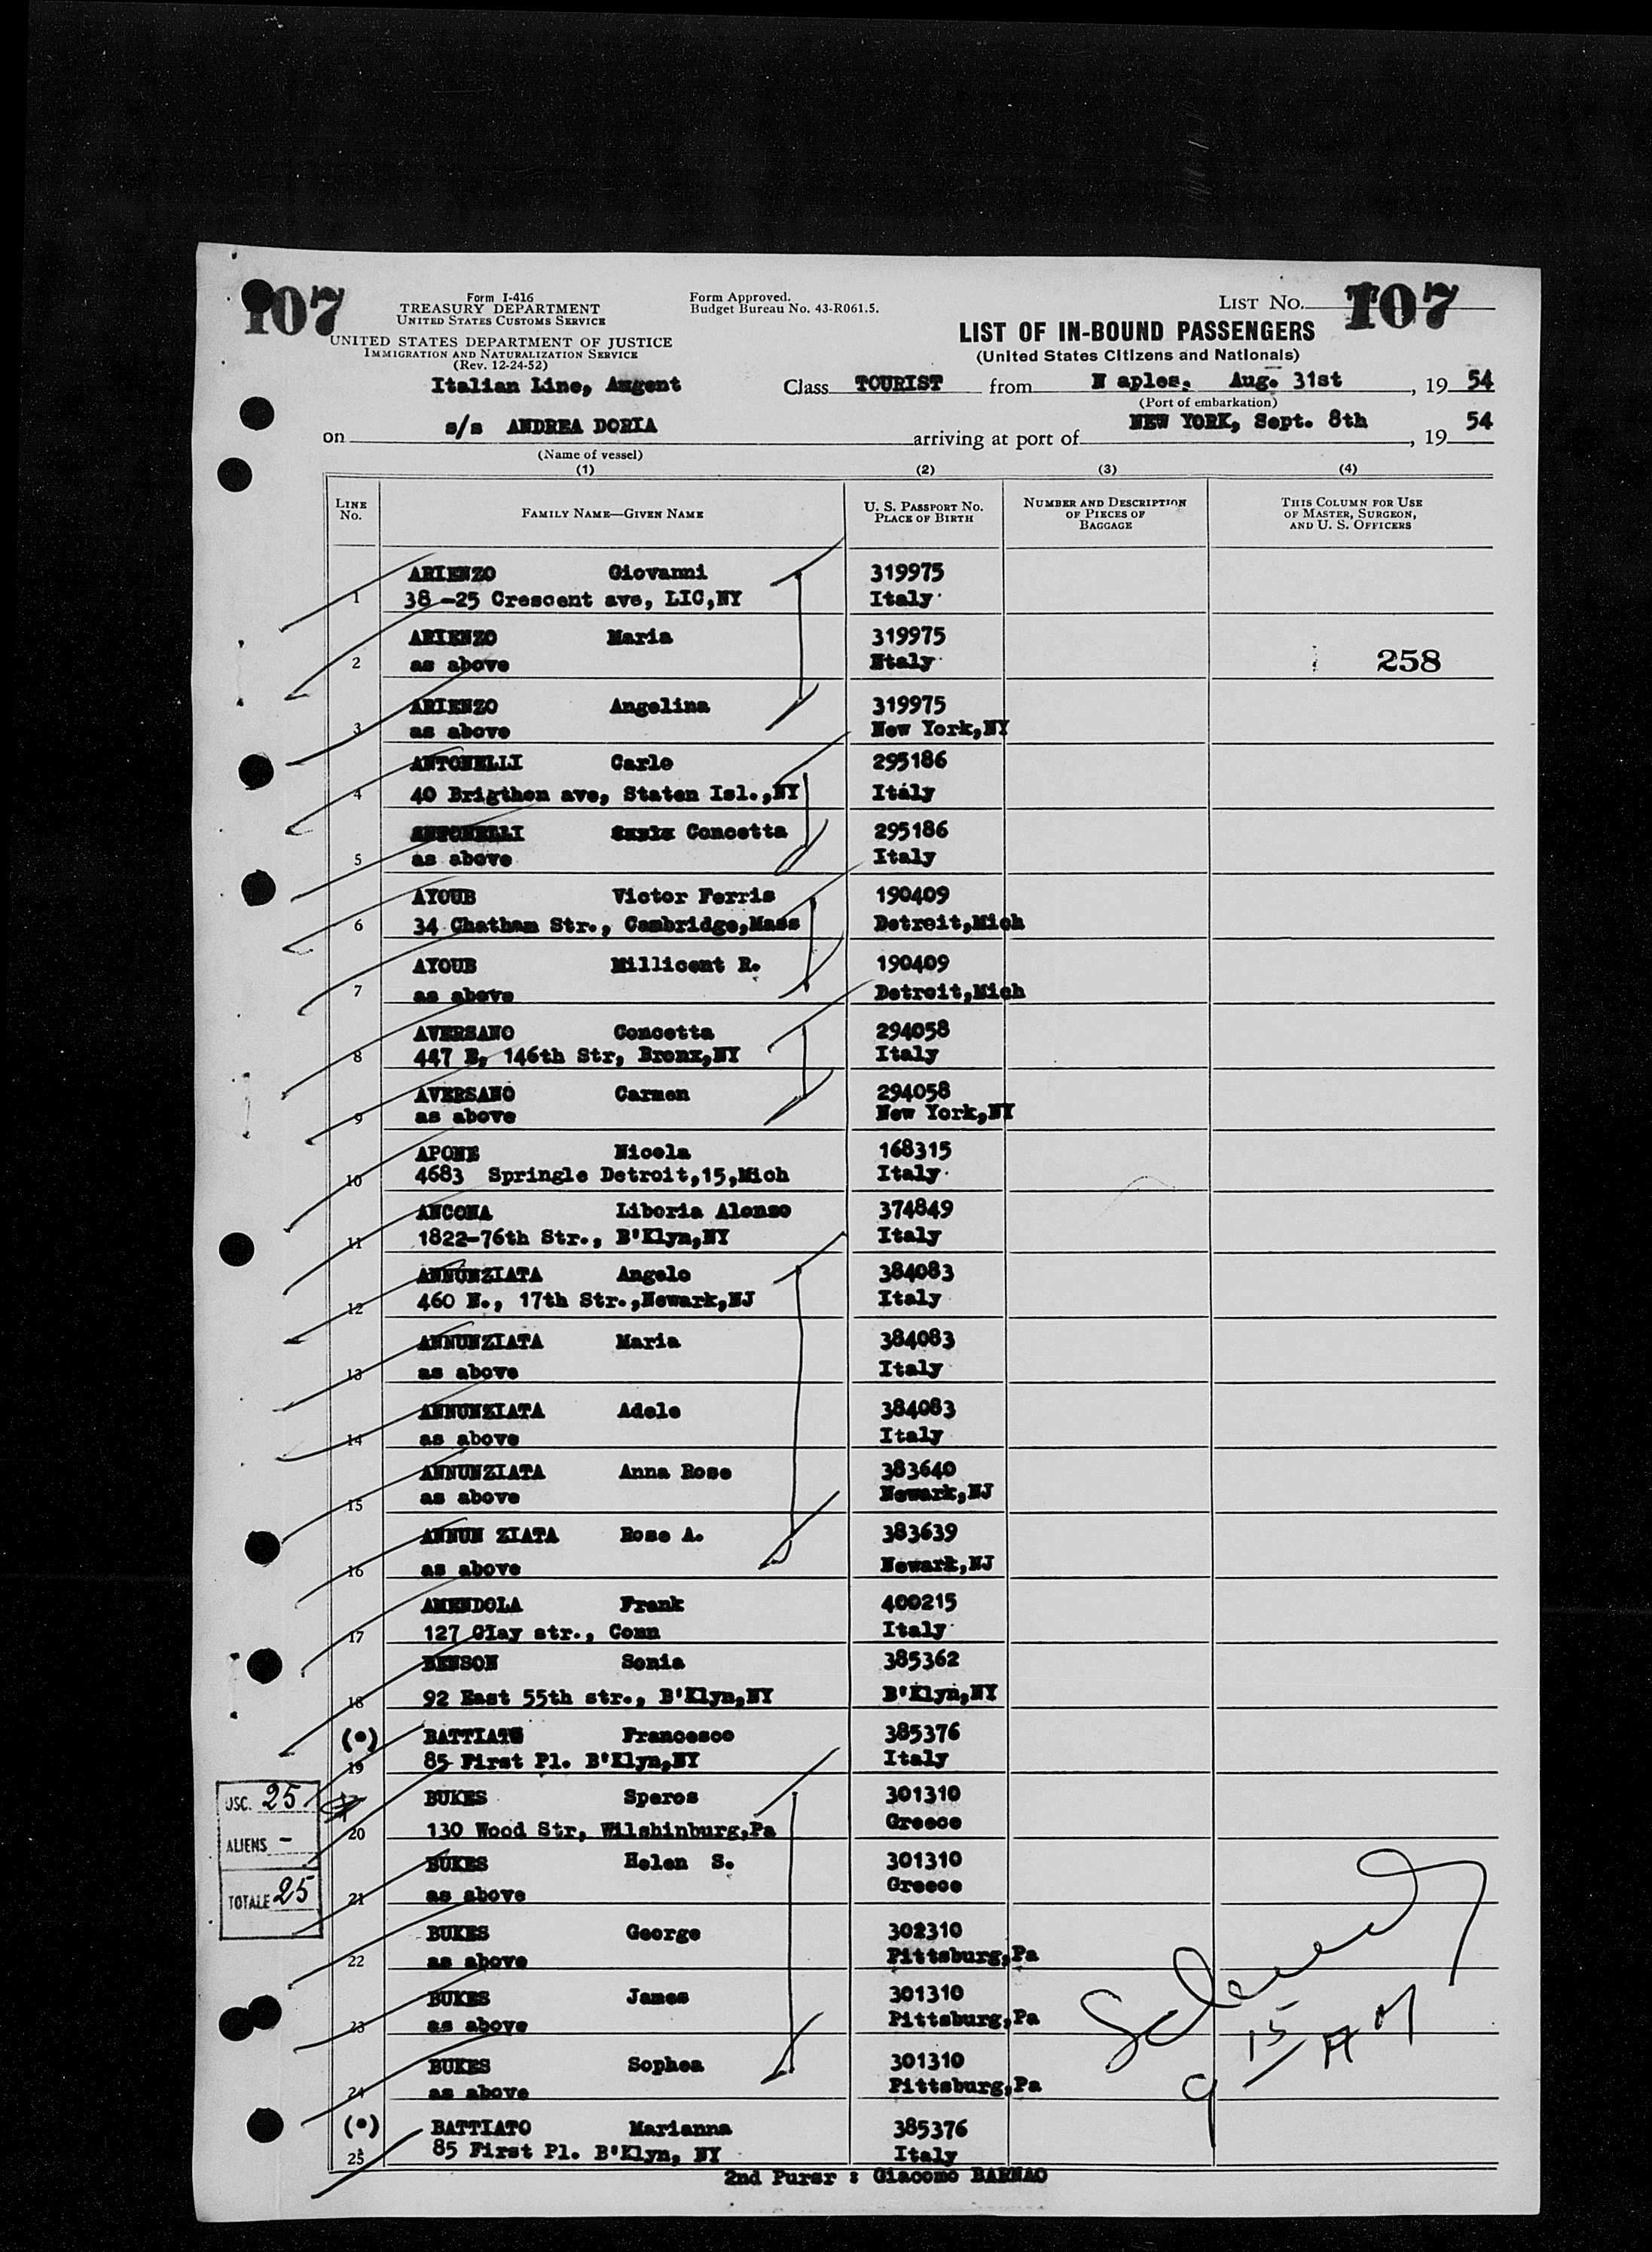 107
Form I-416
TREASURY DEPARTMENT
UNITED STATES CUSTOMS SERVICE
UNITED STATES DEPARTMENT OF JUSTICE
IMMIGRATION AND NATURALIZATION SERVICE
(Rev. 12-24-52)
Form Approved.
Budget Bureau No. 43-R061.5.
LIST NO. 107
LIST OF IN-BOUND PASSENGERS
(United States Citizens and Nationals)
Italian Line, Augent
Class TOURIST from N aples, Aug. 31st, 19 54
(Port of embarkation)
on s/s ANDREA DORIA arriving at port of NEW YORK, Sept. 8th, 19 54
(Name of vessel)
(1) (2) (3) (4)
LINE No. FAMILY NAME—GIVEN NAME U. S. PASSPORT NO. PLACE OF BIRTH NUMBER AND DESCRIPTION OF PIECES OF BAGGAGE THIS COLUMN FOR USE OF MASTER, SURGEON, AND U. S. OFFICERS
ARIENZO Giovanni 319975
1 38-25 Crescent ave, LIC,NY Italy
ARIENZO Maria 319975
2 as above Italy 258
ARIENZO Angelina 319975
3 as above New York,NY
ANTONELLI Carlo 295186
4 40 Brigthon ave, Staten Isl.,NY Italy
ANTONELLI Concetta 295186
5 as above Italy
AYOUB Victor Ferris 190409
6 34 Chatham Str., Cambridge,Mass Detroit,Mich
AYOUB Millicent R. 190409
7 as above Detroit,Mich
AVERSANO Concetta 294058
8 447 E, 146th Str, Bronx,NY Italy
AVERSANO Carmen 294058
9 as above New York,NY
APONE Nicola 168315
10 4683 Springle Detroit,15,Mich Italy
ANCONA Liboria Alonzo 374849
11 1822-76th Str., B'Klyn,NY Italy
ANNUNZIATA Angelo 384083
12 460 N., 17th Str.,Newark,NJ Italy
ANNUNZIATA Maria 384083
13 as above Italy
ANNUNZIATA Adele 384083
14 as above Italy
ANNUNZIATA Anna Rose 383640
15 as above Newark,NJ
ANNUN ZIATA Rose A. 383639
16 as above Newark,NJ
AMENDOLA Frank 400215
17 127 Clay str., Conn Italy
BENSON Sonia 385362
18 92 East 55th str., B'Klyn,NY B'Klyn,NY
(•) BATTIATO Francesco 385376
19 85 First Pl. B'Klyn,NY Italy
BUKES Speros 301310
20 130 Wood Str, Wilshinburg,Pa Greece
BUKES Helen S. 301310
21 as above Greece
BUKES George 302310
22 as above Pittsburg,Pa
BUKES James 301310
23 as above Pittsburg,Pa
BUKES Sophea 301310
24 as above Pittsburg,Pa
(•) BATTIATO Marianna 385376
25 85 First Pl. B'Klyn, NY Italy
2nd Pursr : Giacomo BARNAO
USC. 25
ALIENS -
TOTALE 25